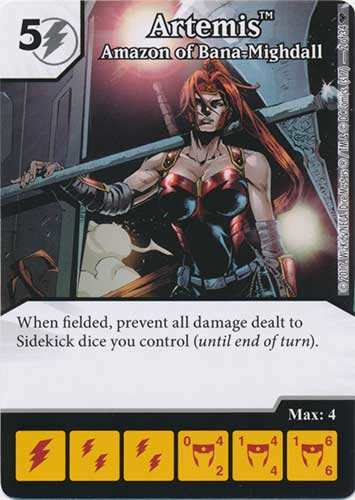 5
Artemis™
Amazon of Bana-Mighdall
When fielded, prevent all damage dealt to
Sidekick dice you control (until end of turn).
Max: 4
0 4 2
1 4 4
1 6 6